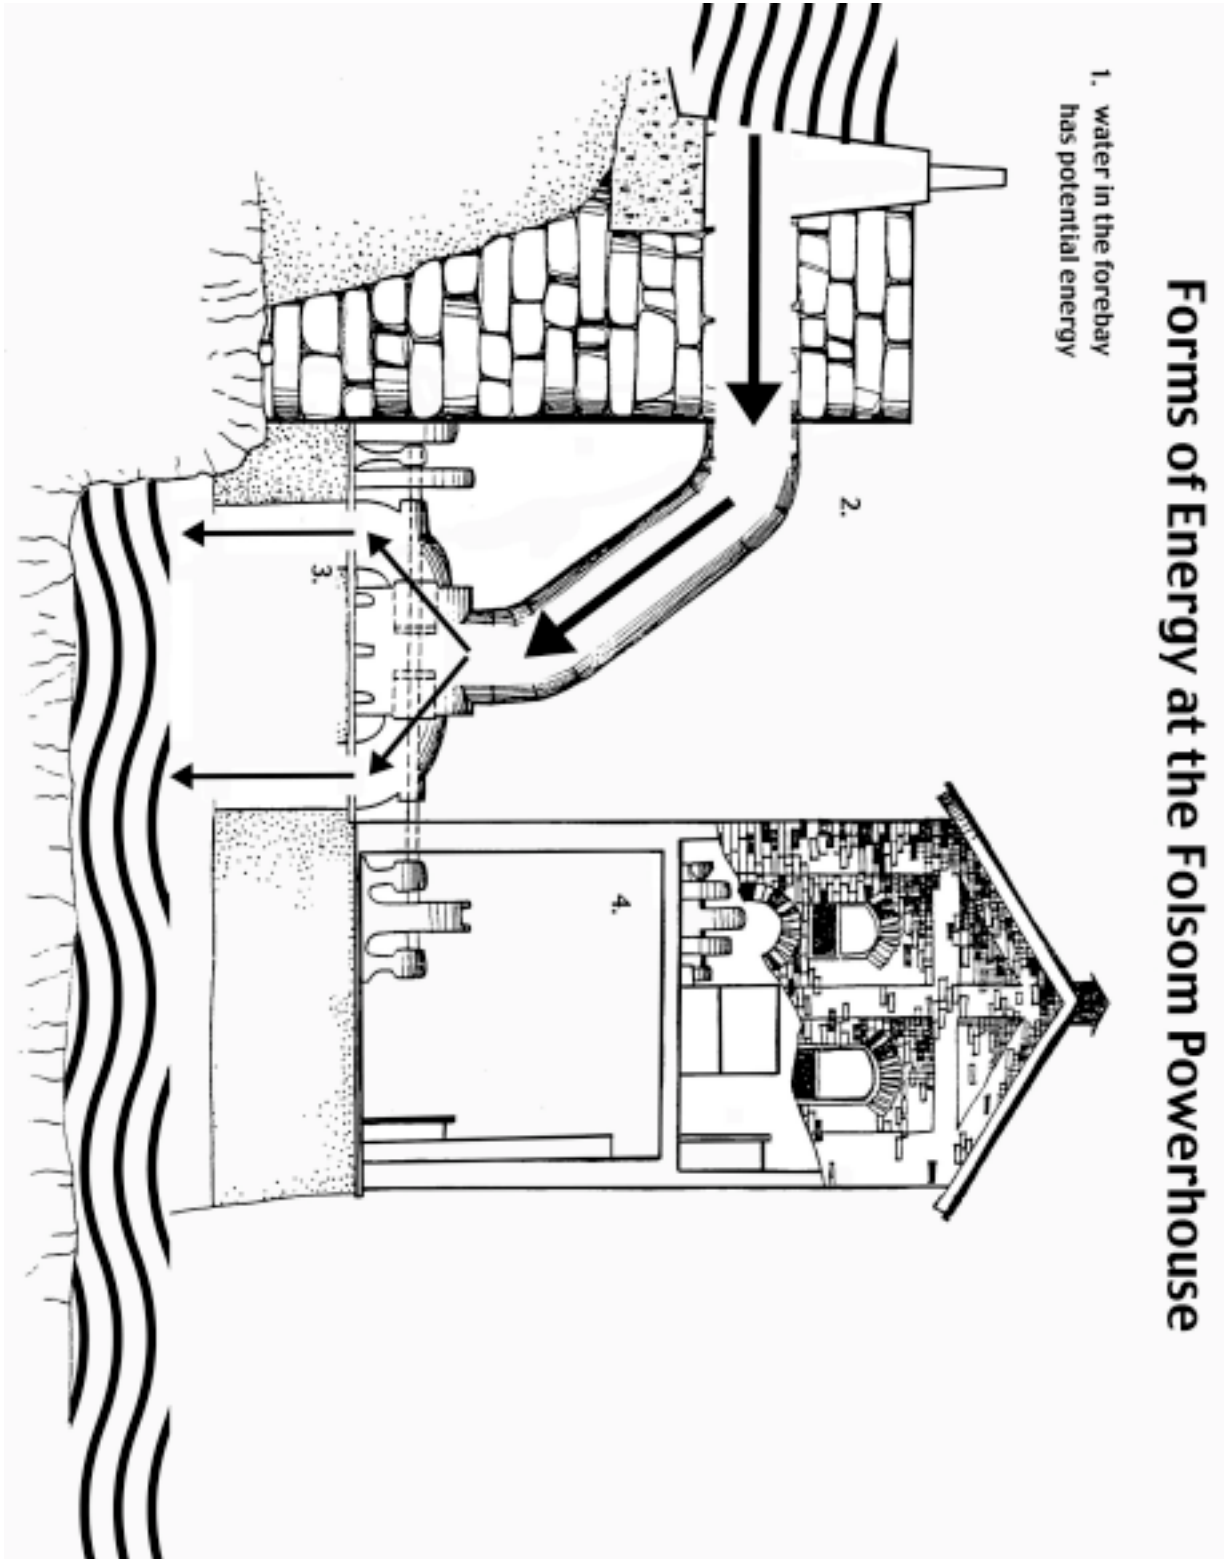 Forms of Energy at the Folsom Powerhouse
1. water in the forebay
has potential energy
2.
3.
4.